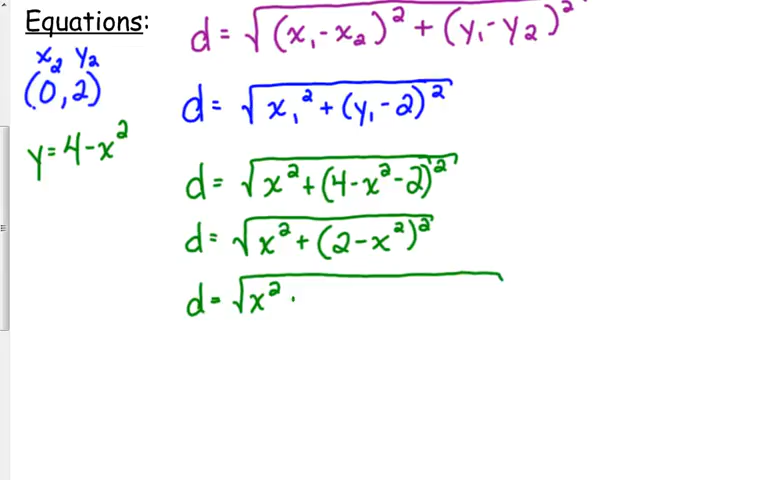 Equations:
d = √(x₁ - x₂)² + (y₁ - y₂)²
x₂ y₂
(0, 2)
d = √x₁² + (y₁ - 2)²
y = 4 - x²
d = √x² + (4 - x² - 2)²
d = √x² + (2 - x²)²
d = √x²